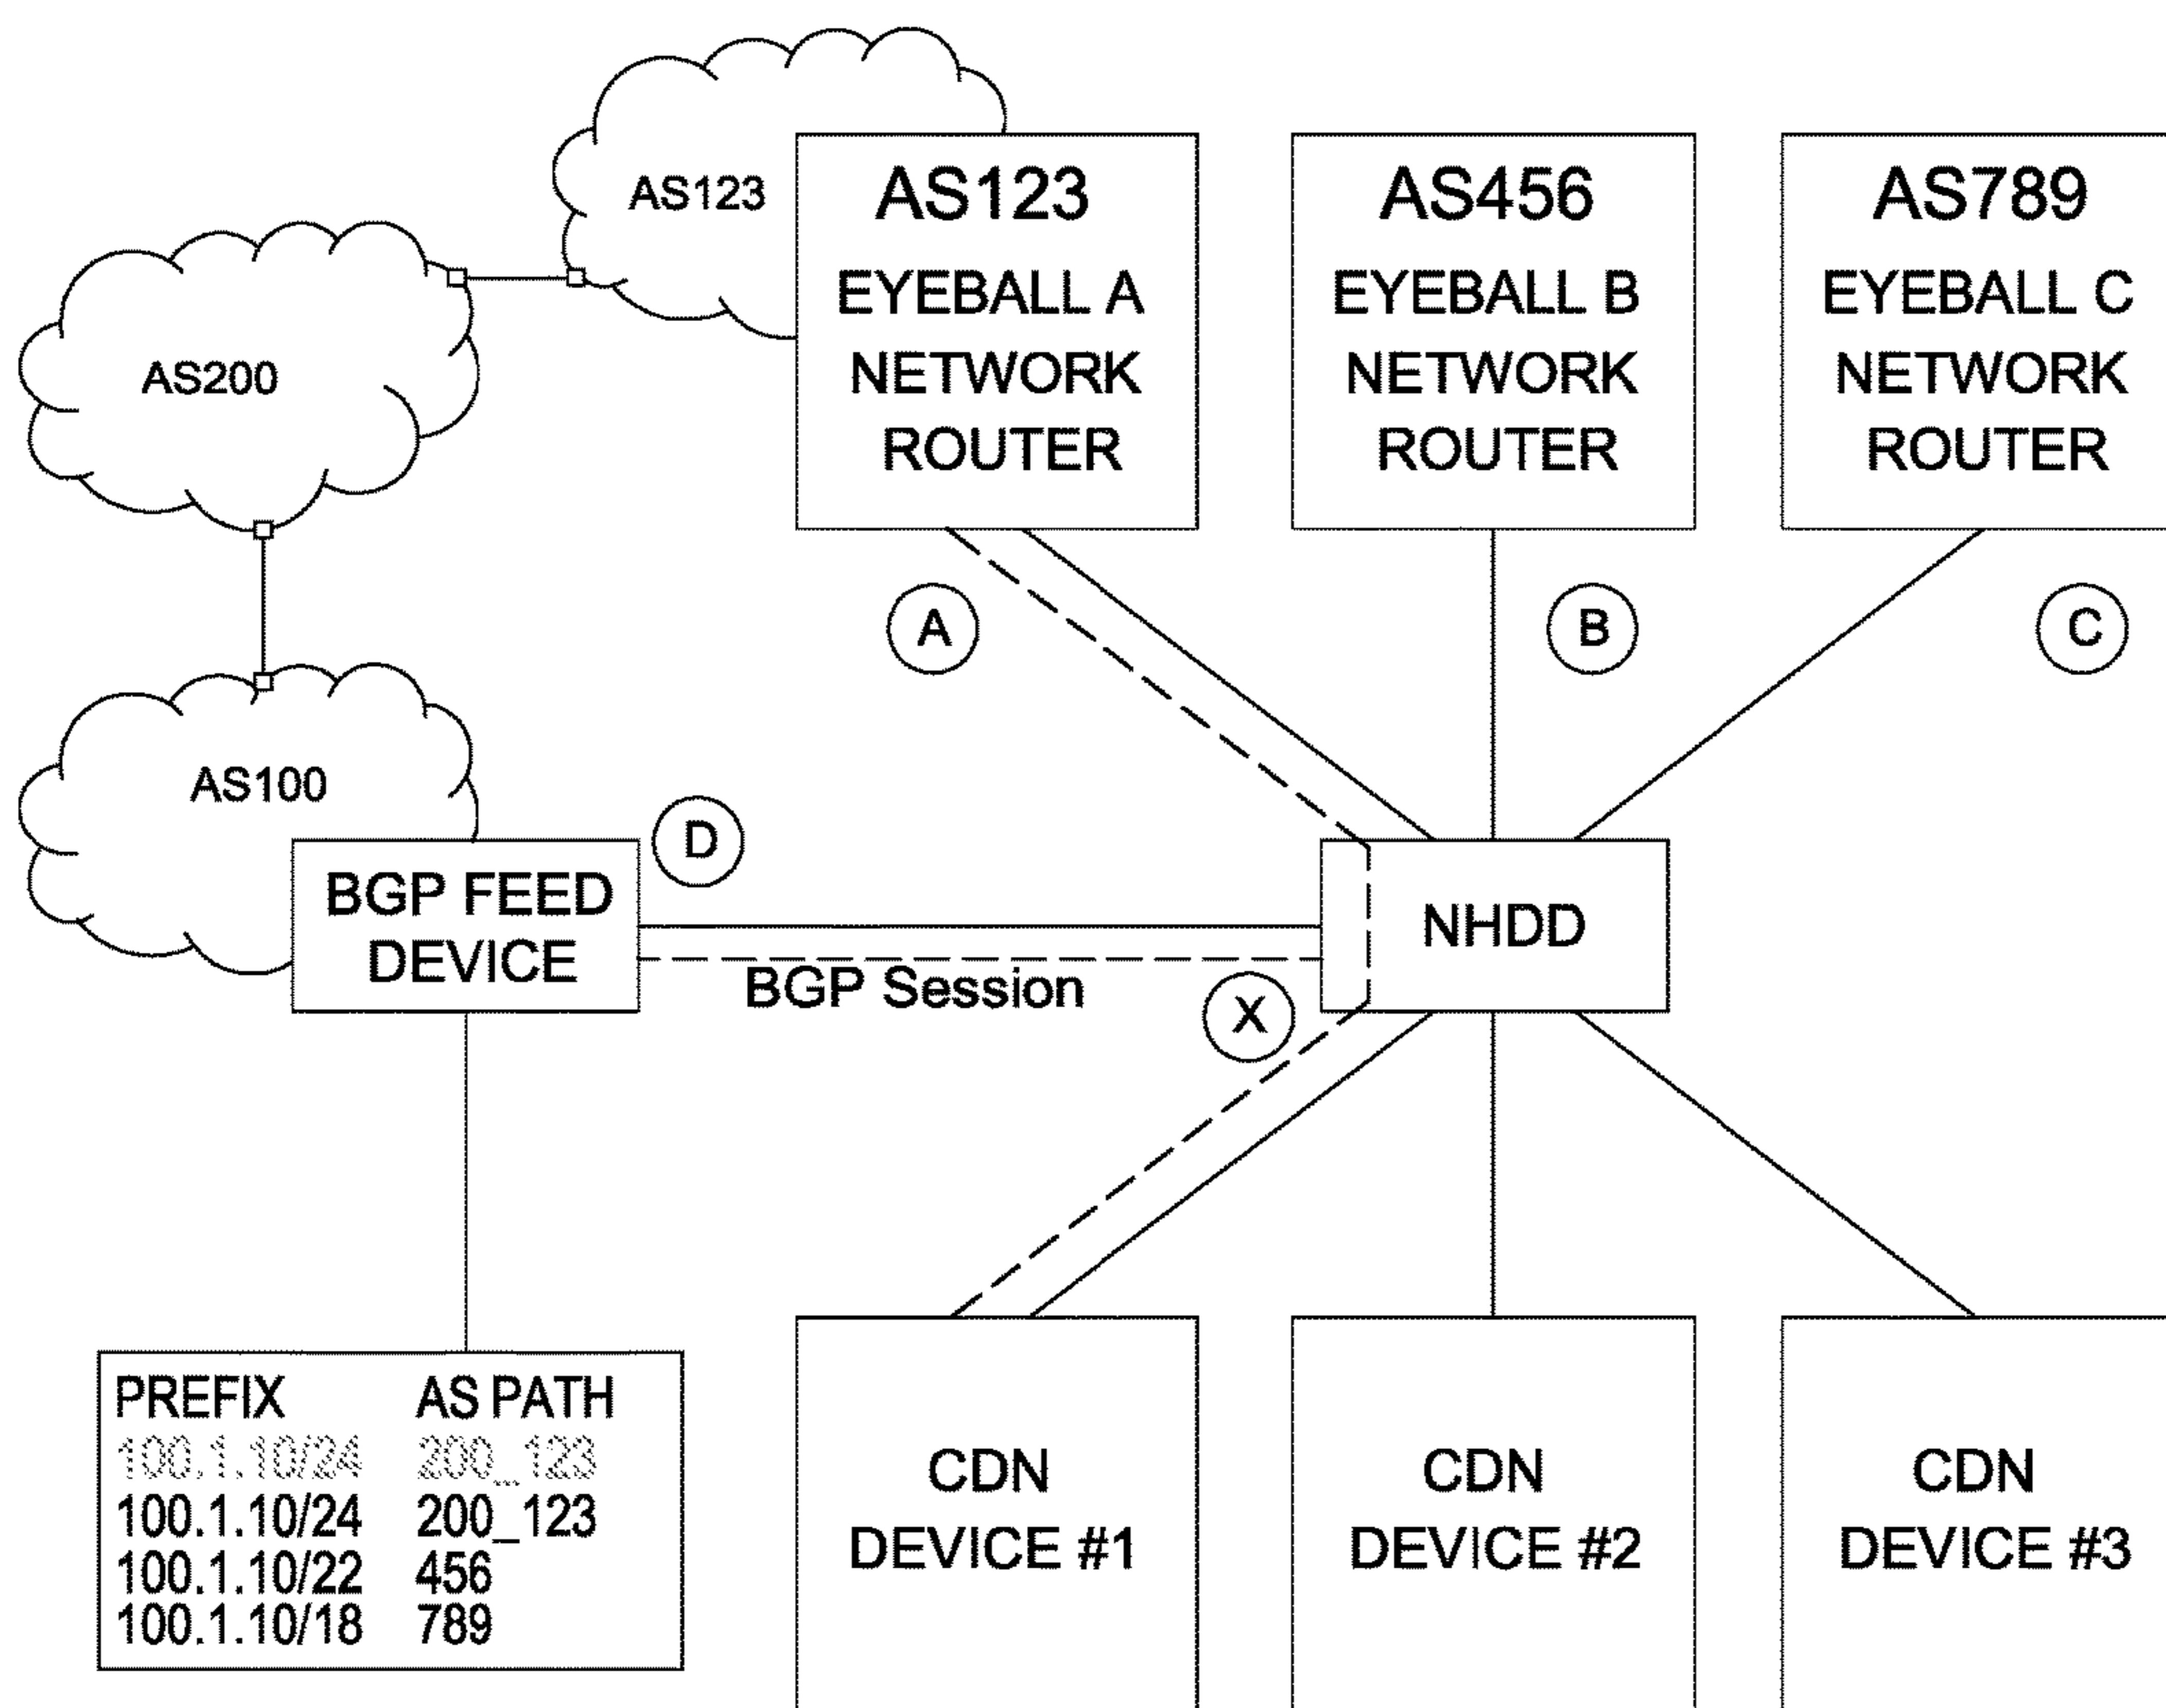 AS123
AS123
EYEBALL A
NETWORK
ROUTER
AS456
EYEBALL B
NETWORK
ROUTER
AS789
EYEBALL C
NETWORK
ROUTER
AS200
A
B
C
AS100
D
BGP FEED
DEVICE
BGP Session
X
NHDD
PREFIX AS PATH
100.1.10/24 200_123
100.1.10/24 200_123
100.1.10/22 456
100.1.10/18 789
CDN
DEVICE #1
CDN
DEVICE #2
CDN
DEVICE #3